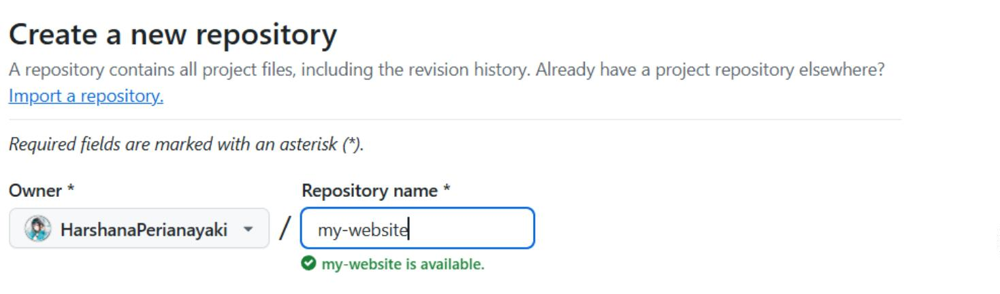 Create a new repository
A repository contains all project files, including the revision history. Already have a project repository elsewhere?
Import a repository.
Required fields are marked with an asterisk (*).
Owner * Repository name *
HarshanaPerianayaki / my-website
my-website is available.